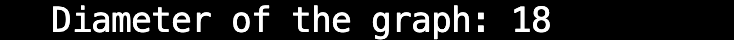 Diameter of the graph: 18